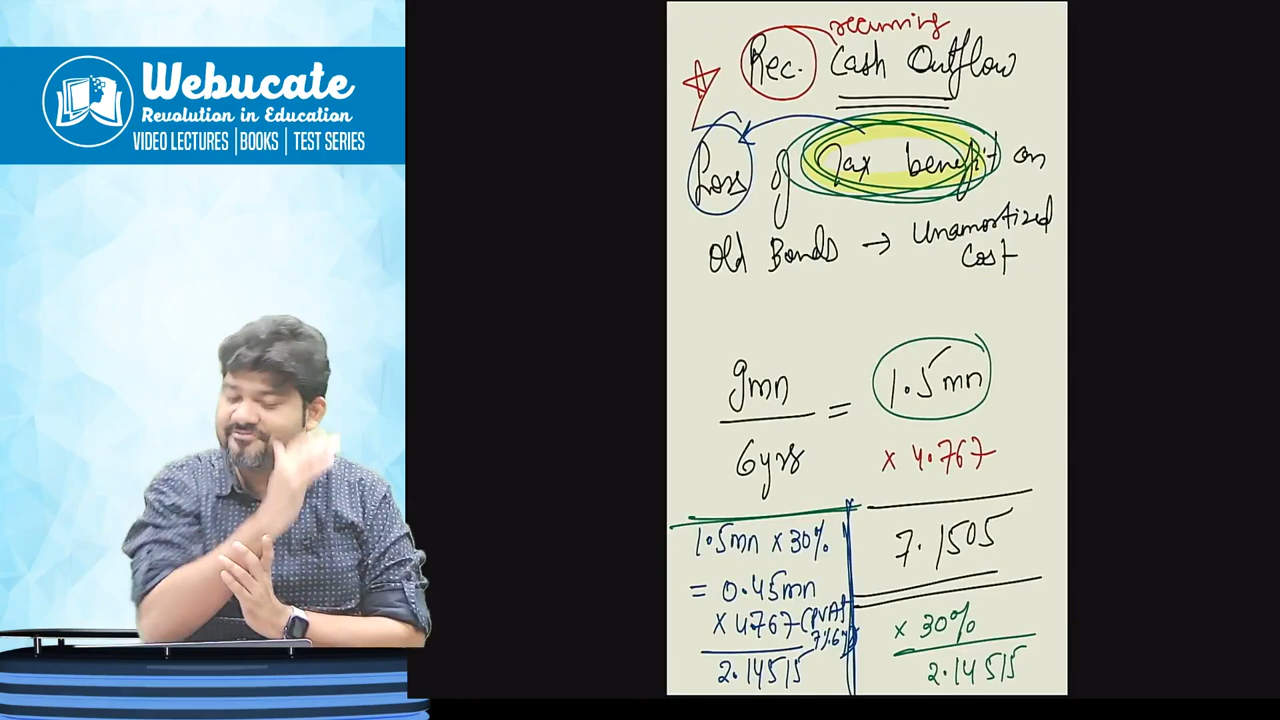 Webucate
Revolution in Education
VIDEO LECTURES | BOOKS | TEST SERIES
recurring
Rec. Cash Outflow
Loss of Tax benefit on
Old Bonds → Unamortized
Cost
9mn
6yrs
= 1.5mn
x 4.767
7.1505
x 30%
2.14515
1.5mn x 30%
= 0.45mn
x 4.767 (PVAF
7%6y)
2.14515